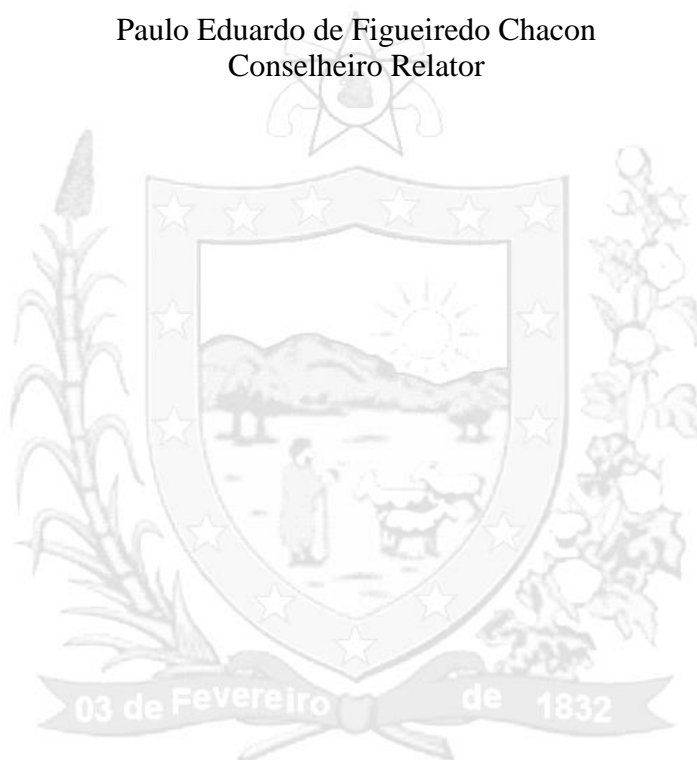 Paulo Eduardo de Figueiredo Chacon
Conselheiro Relator
03 de Fevereiro de 1832